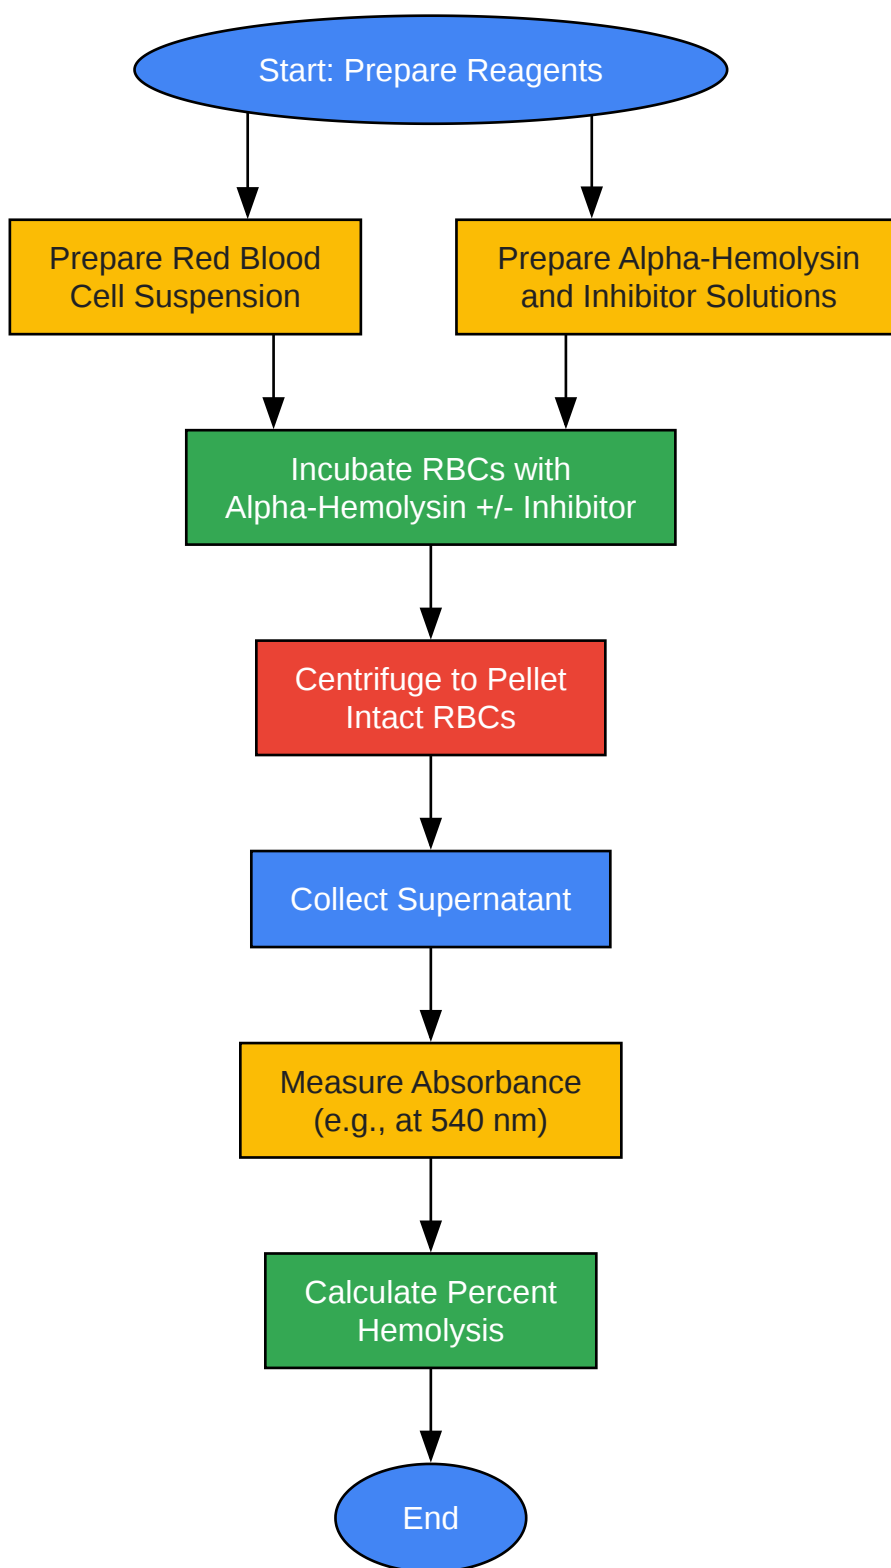 Start: Prepare Reagents
Prepare Red Blood
Cell Suspension
Prepare Alpha-Hemolysin
and Inhibitor Solutions
Incubate RBCs with
Alpha-Hemolysin +/- Inhibitor
Centrifuge to Pellet
Intact RBCs
Collect Supernatant
Measure Absorbance
(e.g., at 540 nm)
Calculate Percent
Hemolysis
End